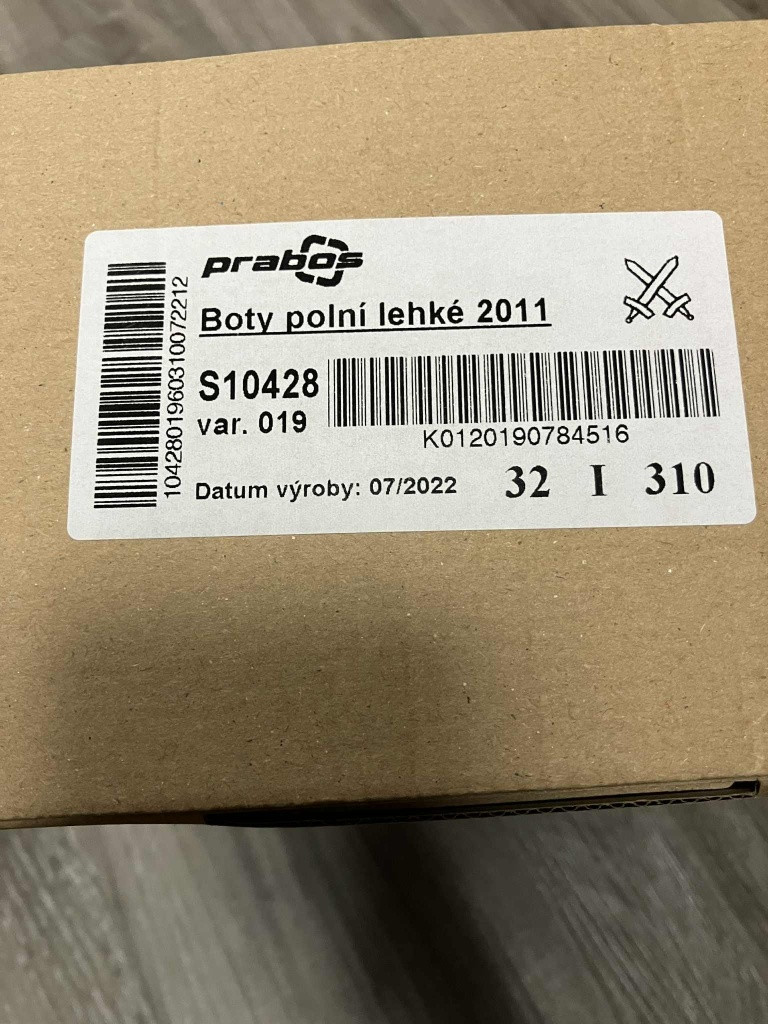 prabos
Boty polní lehké 2011
S10428
var. 019
K0120190784516
Datum výroby: 07/2022 32 I 310
1042801960310072212